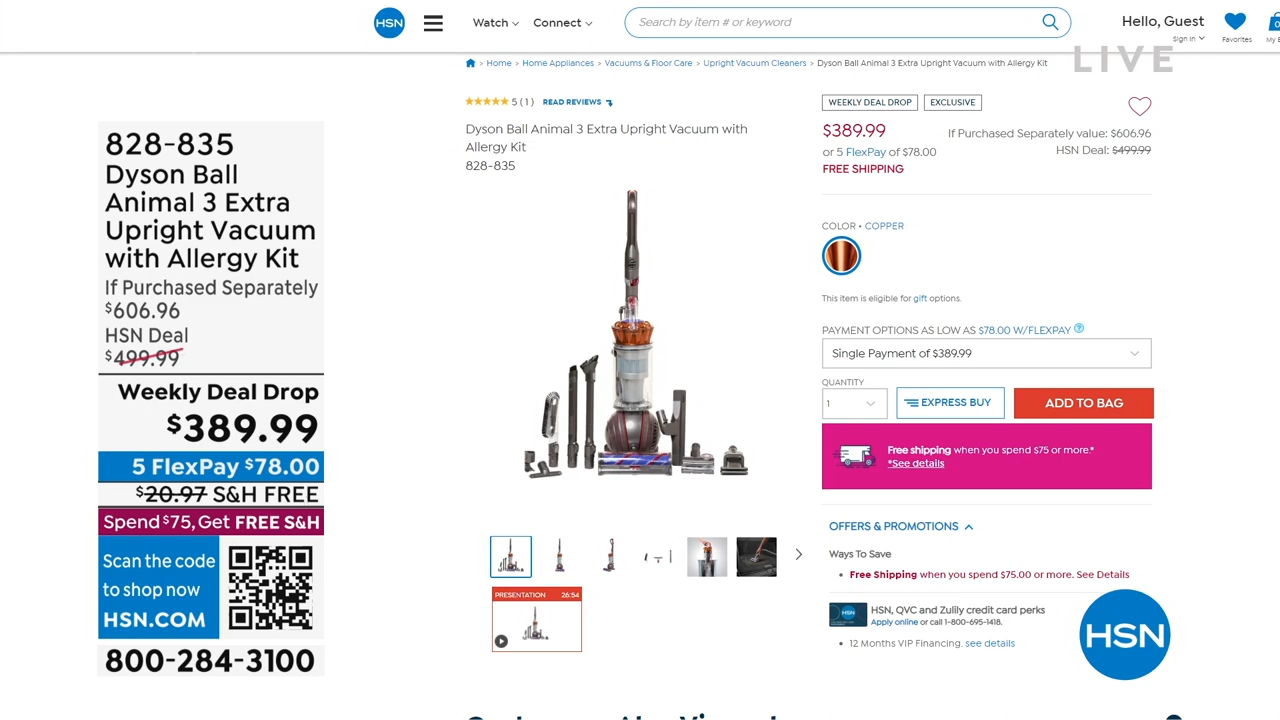 HSN
Watch
Connect
Search by item # or keyword
Hello, Guest
Sign In
Favorites
0
LIVE
> Home > Home Appliances > Vacuums & Floor Care > Upright Vacuum Cleaners > Dyson Ball Animal 3 Extra Upright Vacuum with Allergy Kit
5 ( 1 ) READ REVIEWS
Dyson Ball Animal 3 Extra Upright Vacuum with
Allergy Kit
828-835
PRESENTATION 26:54
WEEKLY DEAL DROP EXCLUSIVE
$389.99
or 5 FlexPay of $78.00
FREE SHIPPING
If Purchased Separately value: $606.96
HSN Deal: $499.99
COLOR • COPPER
This item is eligible for gift options.
PAYMENT OPTIONS AS LOW AS $78.00 W/FLEXPAY ?
Single Payment of $389.99
QUANTITY
1
EXPRESS BUY
ADD TO BAG
Free shipping when you spend $75 or more.*
*See details
OFFERS & PROMOTIONS
Ways To Save
• Free Shipping when you spend $75.00 or more. See Details
HSN
HSN, QVC and Zulily credit card perks
Apply online or call 1-800-695-1418.
• 12 Months VIP Financing. see details
HSN
828-835
Dyson Ball
Animal 3 Extra
Upright Vacuum
with Allergy Kit
If Purchased Separately
$606.96
HSN Deal
$499.99
Weekly Deal Drop
$389.99
5 FlexPay $78.00
$20.97 S&H FREE
Spend $75, Get FREE S&H
Scan the code
to shop now
HSN.COM
800-284-3100